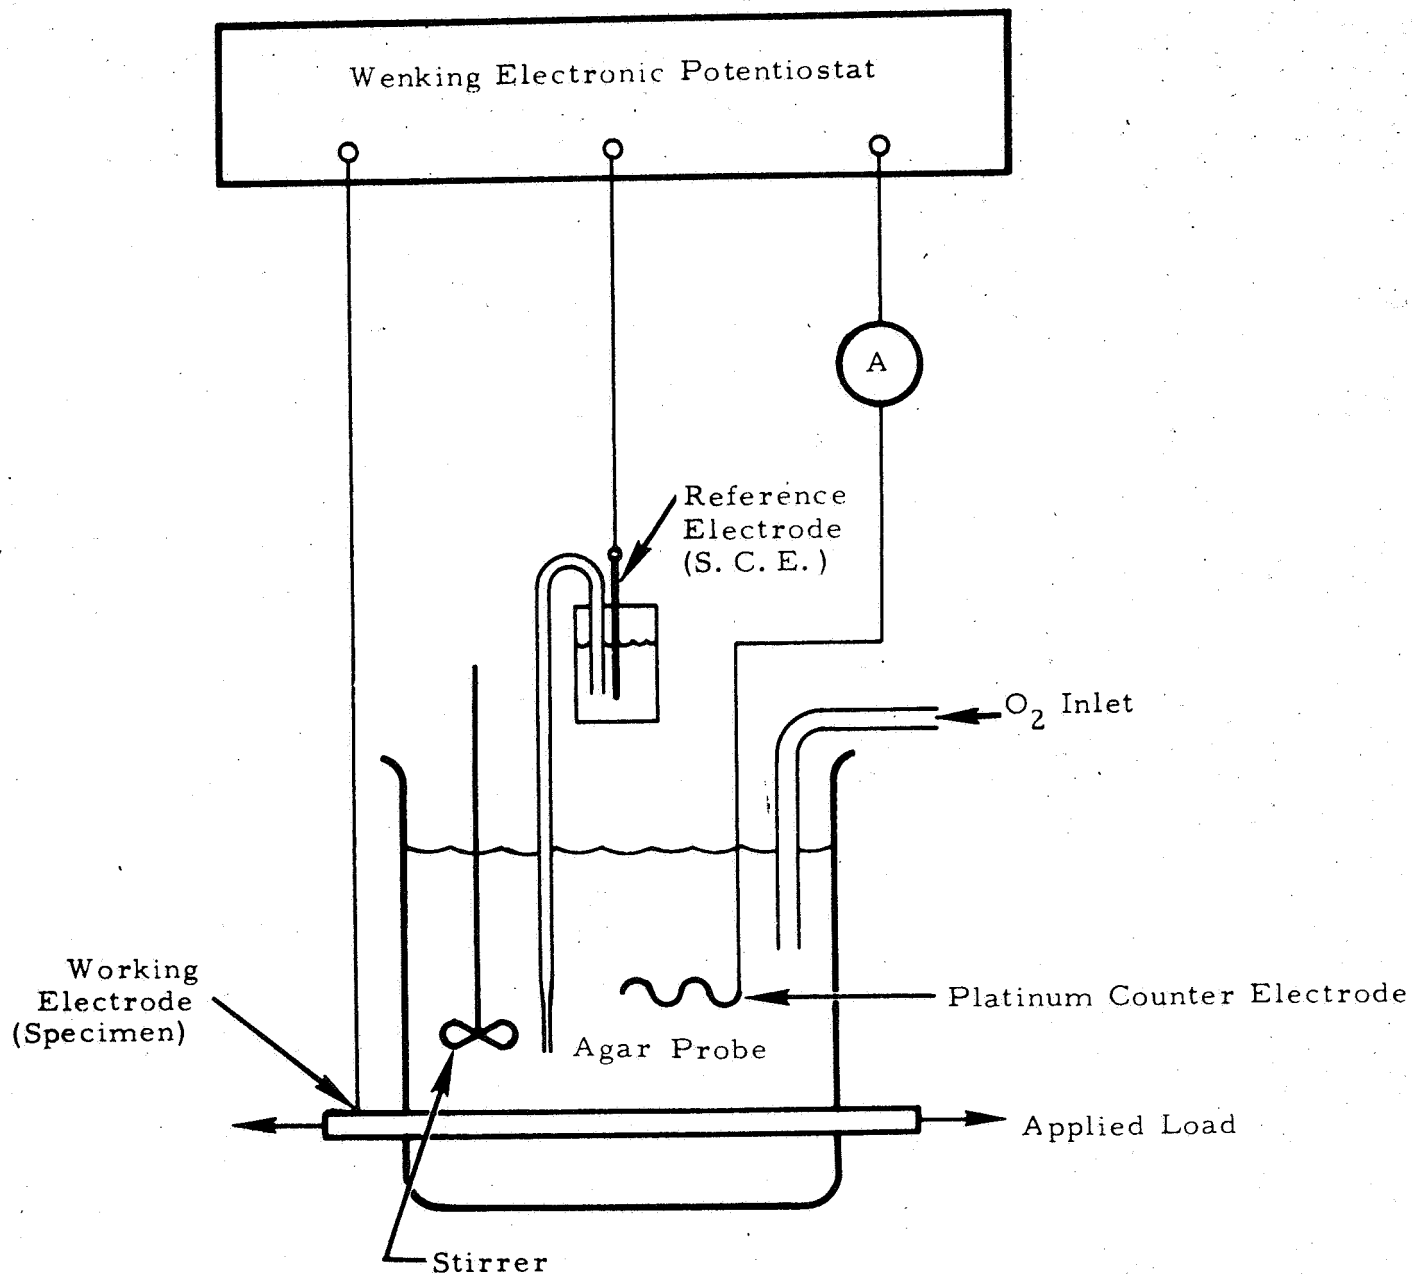 Wenking Electronic Potentiostat
A
Reference
Electrode
(S. C. E. )
O2 Inlet
Working
Electrode
(Specimen)
Platinum Counter Electrode
Agar Probe
Applied Load
Stirrer